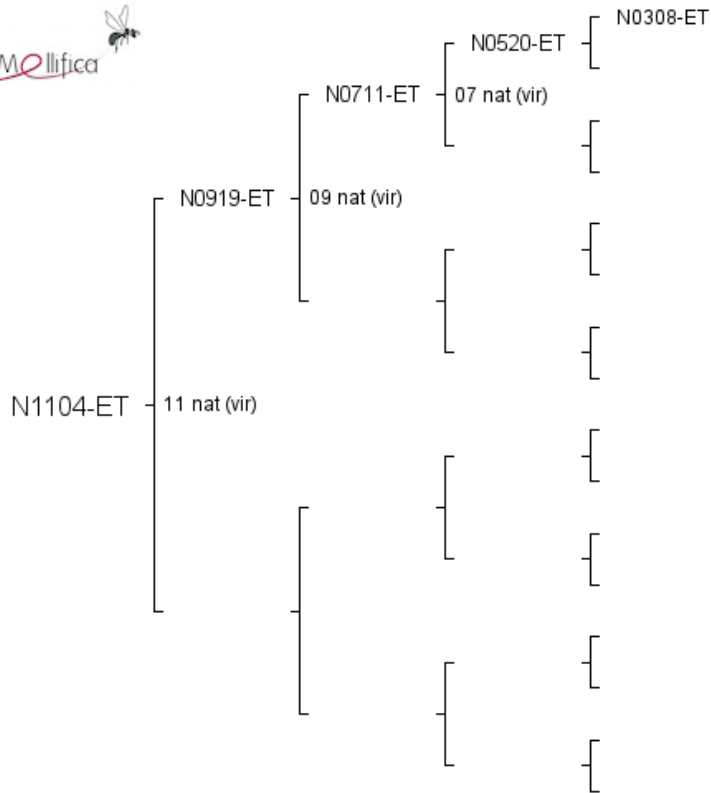 Mellifica
N0308-ET
N0520-ET
N0711-ET
07 nat (vir)
N0919-ET
09 nat (vir)
N1104-ET
11 nat (vir)